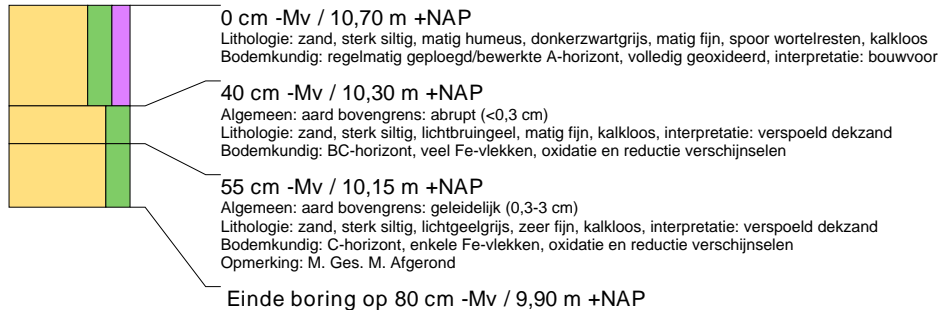 0 cm -Mv / 10,70 m +NAP
Lithologie: zand, sterk siltig, matig humeus, donkerzwartgrijs, matig fijn, spoor wortelresten, kalkloos
Bodemkundig: regelmatig geploegd/bewerkte A-horizont, volledig geoxideerd, interpretatie: bouwvoor
40 cm -Mv / 10,30 m +NAP
Algemeen: aard bovengrens: abrupt (<0,3 cm)
Lithologie: zand, sterk siltig, lichtbruingeel, matig fijn, kalkloos, interpretatie: verspoeld dekzand
Bodemkundig: BC-horizont, veel Fe-vlekken, oxidatie en reductie verschijnselen
55 cm -Mv / 10,15 m +NAP
Algemeen: aard bovengrens: geleidelijk (0,3-3 cm)
Lithologie: zand, sterk siltig, lichtgeelgrijs, zeer fijn, kalkloos, interpretatie: verspoeld dekzand
Bodemkundig: C-horizont, enkele Fe-vlekken, oxidatie en reductie verschijnselen
Opmerking: M. Ges. M. Afgerond
Einde boring op 80 cm -Mv / 9,90 m +NAP